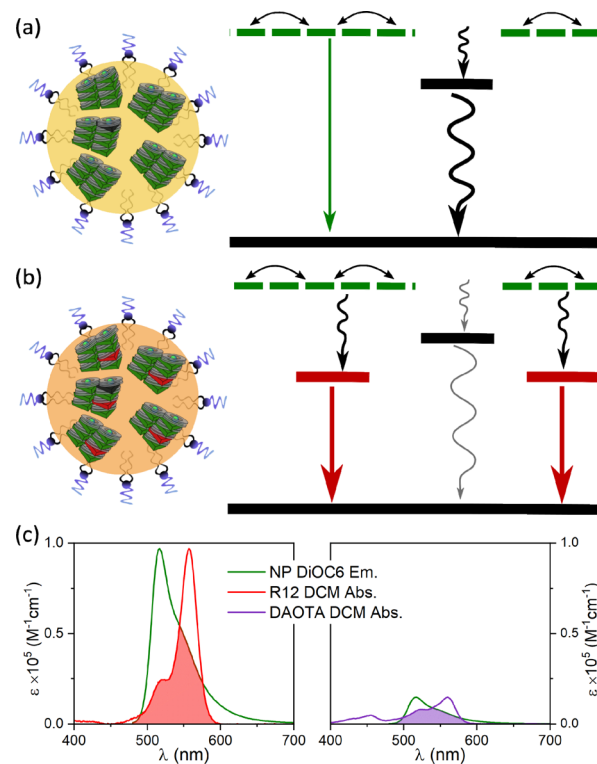 (a)
(b)
(c)
1.0
0.5
0.0
ε ×10⁵ (M⁻¹cm⁻¹)
400 500 600 700
λ (nm)
NP DiOC6 Em.
R12 DCM Abs.
DAOTA DCM Abs.
1.0
0.5
0.0
ε ×10⁵ (M⁻¹cm⁻¹)
400 500 600 700
λ (nm)